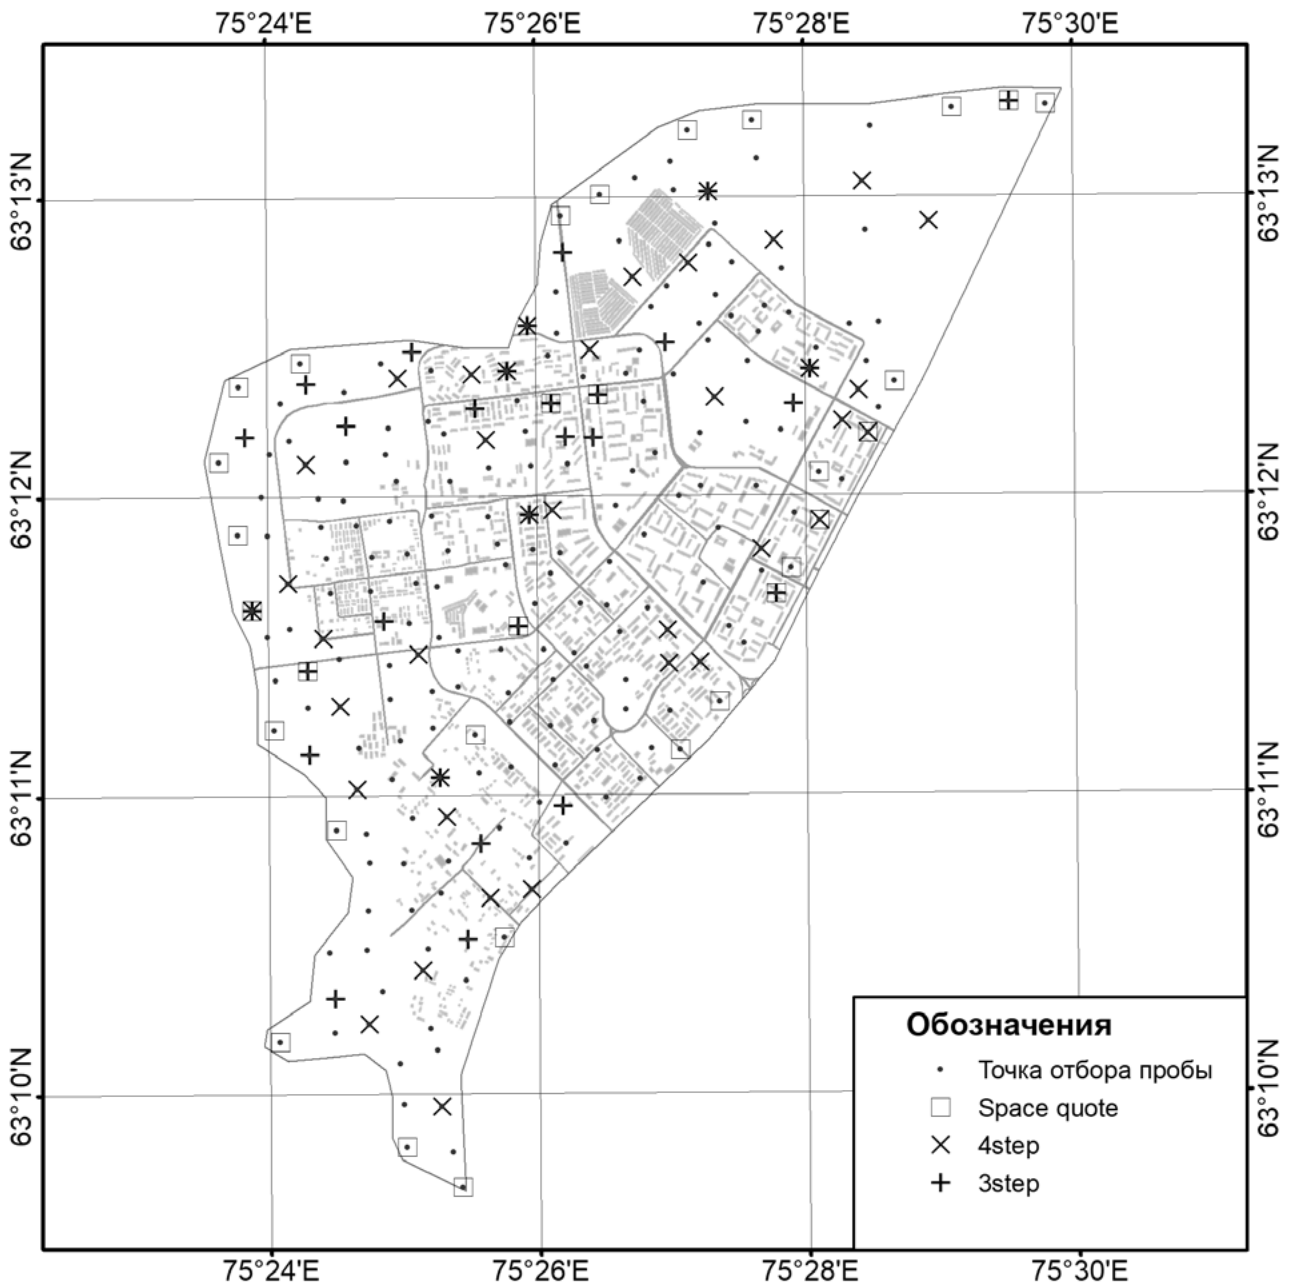 75°24'E 75°26'E 75°28'E 75°30'E
63°13'N 63°13'N
63°12'N 63°12'N
63°11'N 63°11'N
63°10'N 63°10'N
Обозначения
Точка отбора пробы
Space quote
4step
3step
75°24'E 75°26'E 75°28'E 75°30'E